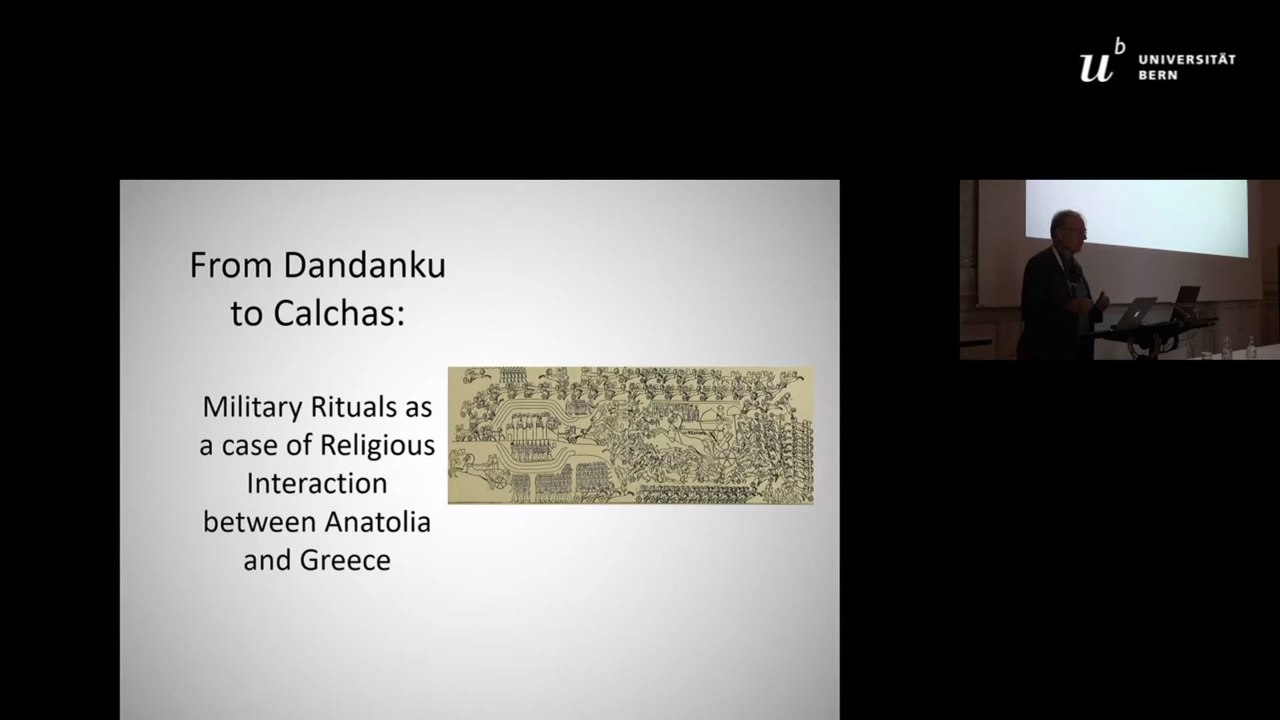 u
b
UNIVERSITÄT
BERN
From Dandanku
to Calchas:
Military Rituals as
a case of Religious
Interaction
between Anatolia
and Greece